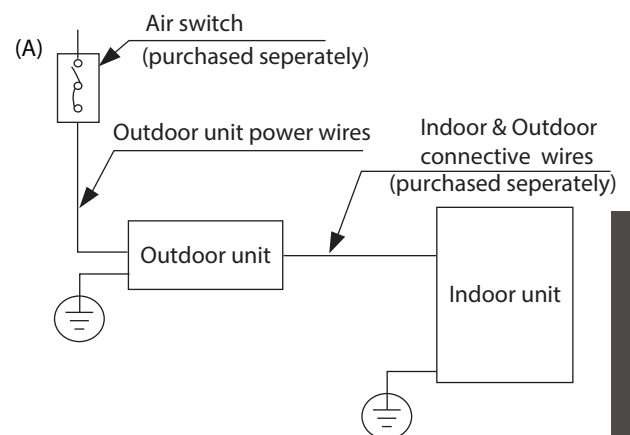 (A)
Air switch
(purchased seperately)
Outdoor unit power wires
Indoor & Outdoor
connective wires
(purchased seperately)
Outdoor unit
Indoor unit